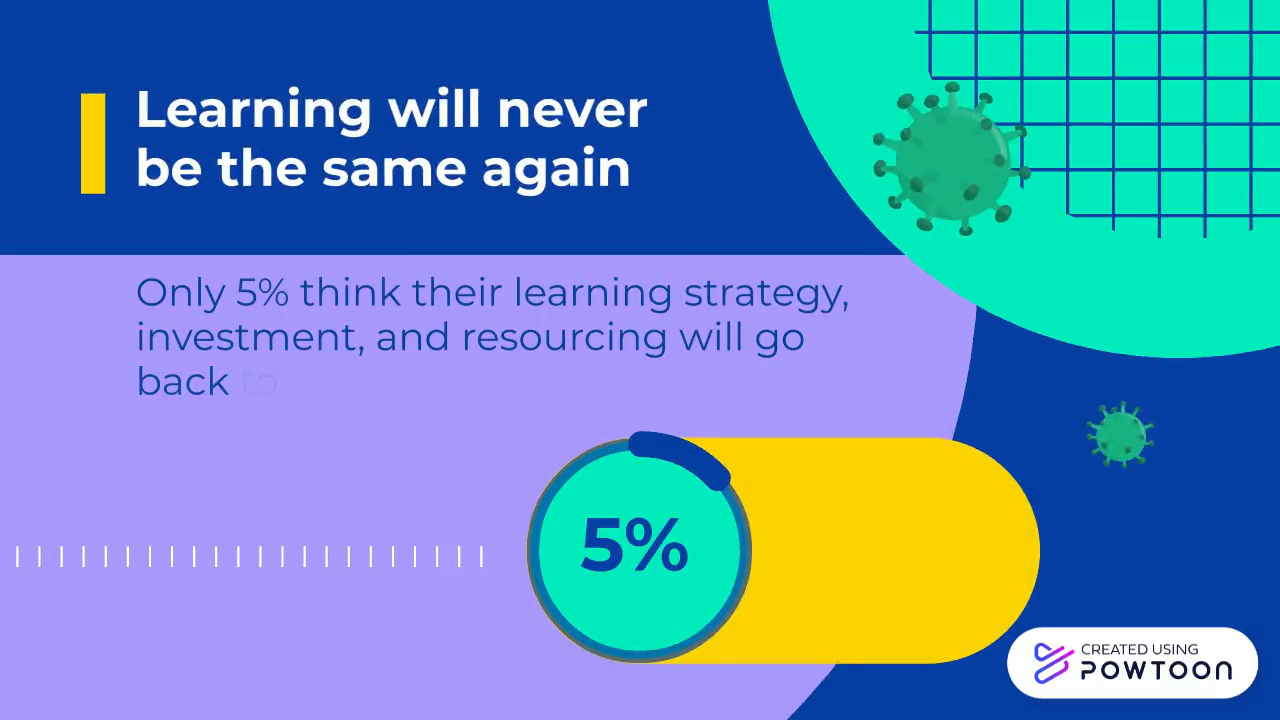 Learning will never
be the same again
Only 5% think their learning strategy,
investment, and resourcing will go
back to
5%
CREATED USING
POWTOON